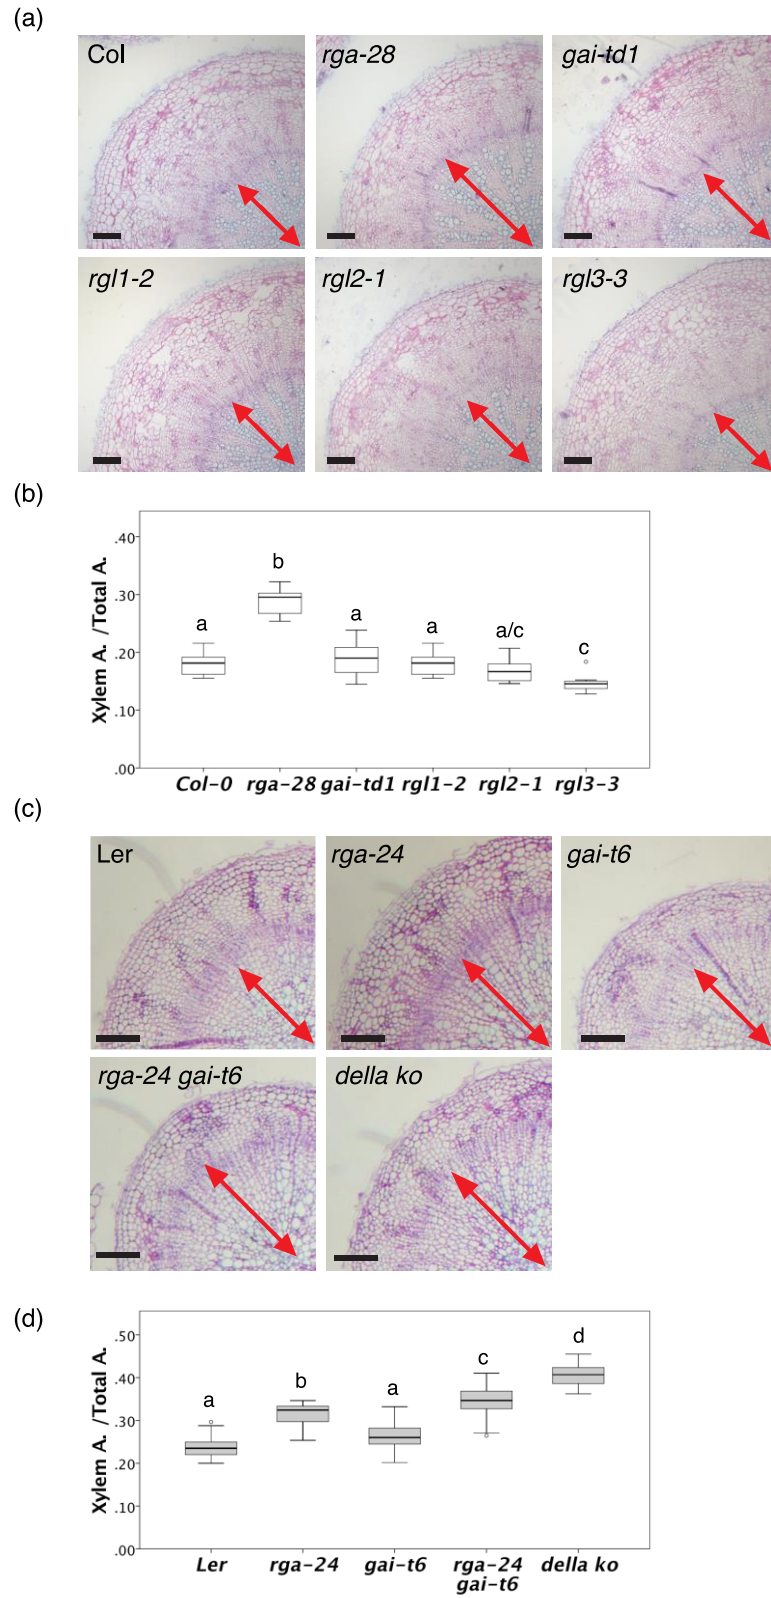 (a)
Col
rga-28
gai-td1
rgl1-2
rgl2-1
rgl3-3
(b)
Xylem A. /Total A.
.40
.30
.20
.10
.00
a
b
a
a
a/c
c
Col-0 rga-28 gai-td1 rgl1-2 rgl2-1 rgl3-3
(c)
Ler
rga-24
gai-t6
rga-24 gai-t6
della ko
(d)
Xylem A. /Total A.
.50
.40
.30
.20
.10
.00
a
b
a
c
d
Ler rga-24 gai-t6 rga-24 della ko
gai-t6